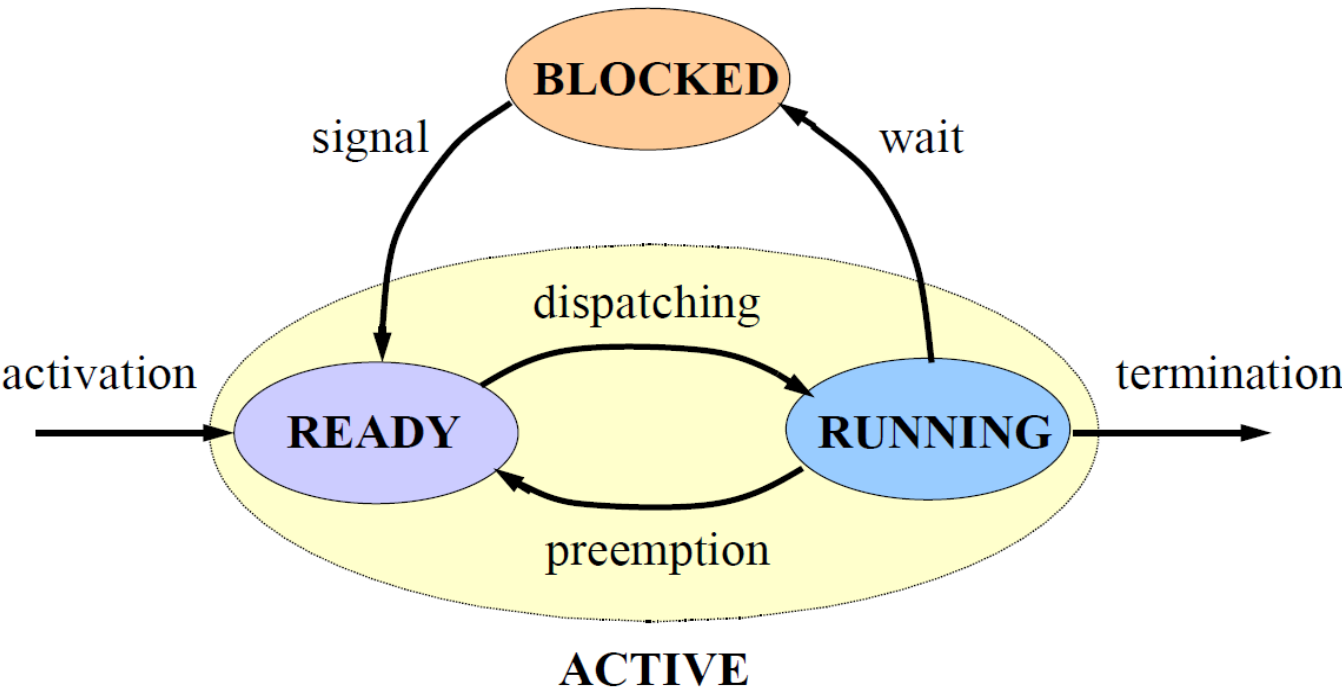 BLOCKED
signal
wait
dispatching
activation
termination
READY
RUNNING
preemption
ACTIVE